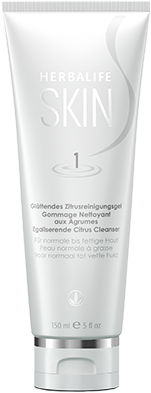 HERBALIFE
SKIN
1
Glättendes Zitrusreinigungsgel
Gommage Nettoyant
aux Agrumes
Egaliserende Citrus Cleanser
Für normale bis fettige Haut
Peau normale à grasse
Voor normaal tot vette huid
150 ml e 5 fl oz